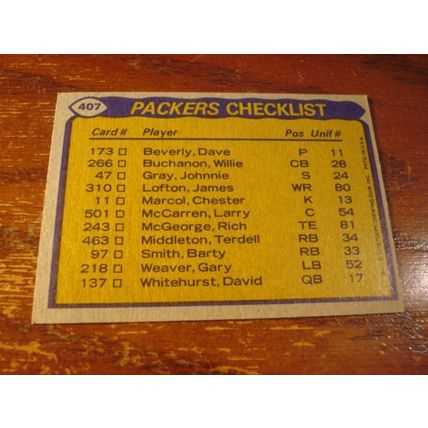 407
PACKERS CHECKLIST
Card # Player Pos Unif #
173 Beverly, Dave P 11
266 Buchanon, Willie CB 28
47 Gray, Johnnie S 24
310 Lofton, James WR 80
11 Marcol, Chester K 13
501 McCarren, Larry C 54
243 McGeorge, Rich TE 81
463 Middleton, Terdell RB 34
97 Smith, Barty RB 33
218 Weaver, Gary LB 52
137 Whitehurst, David QB 17